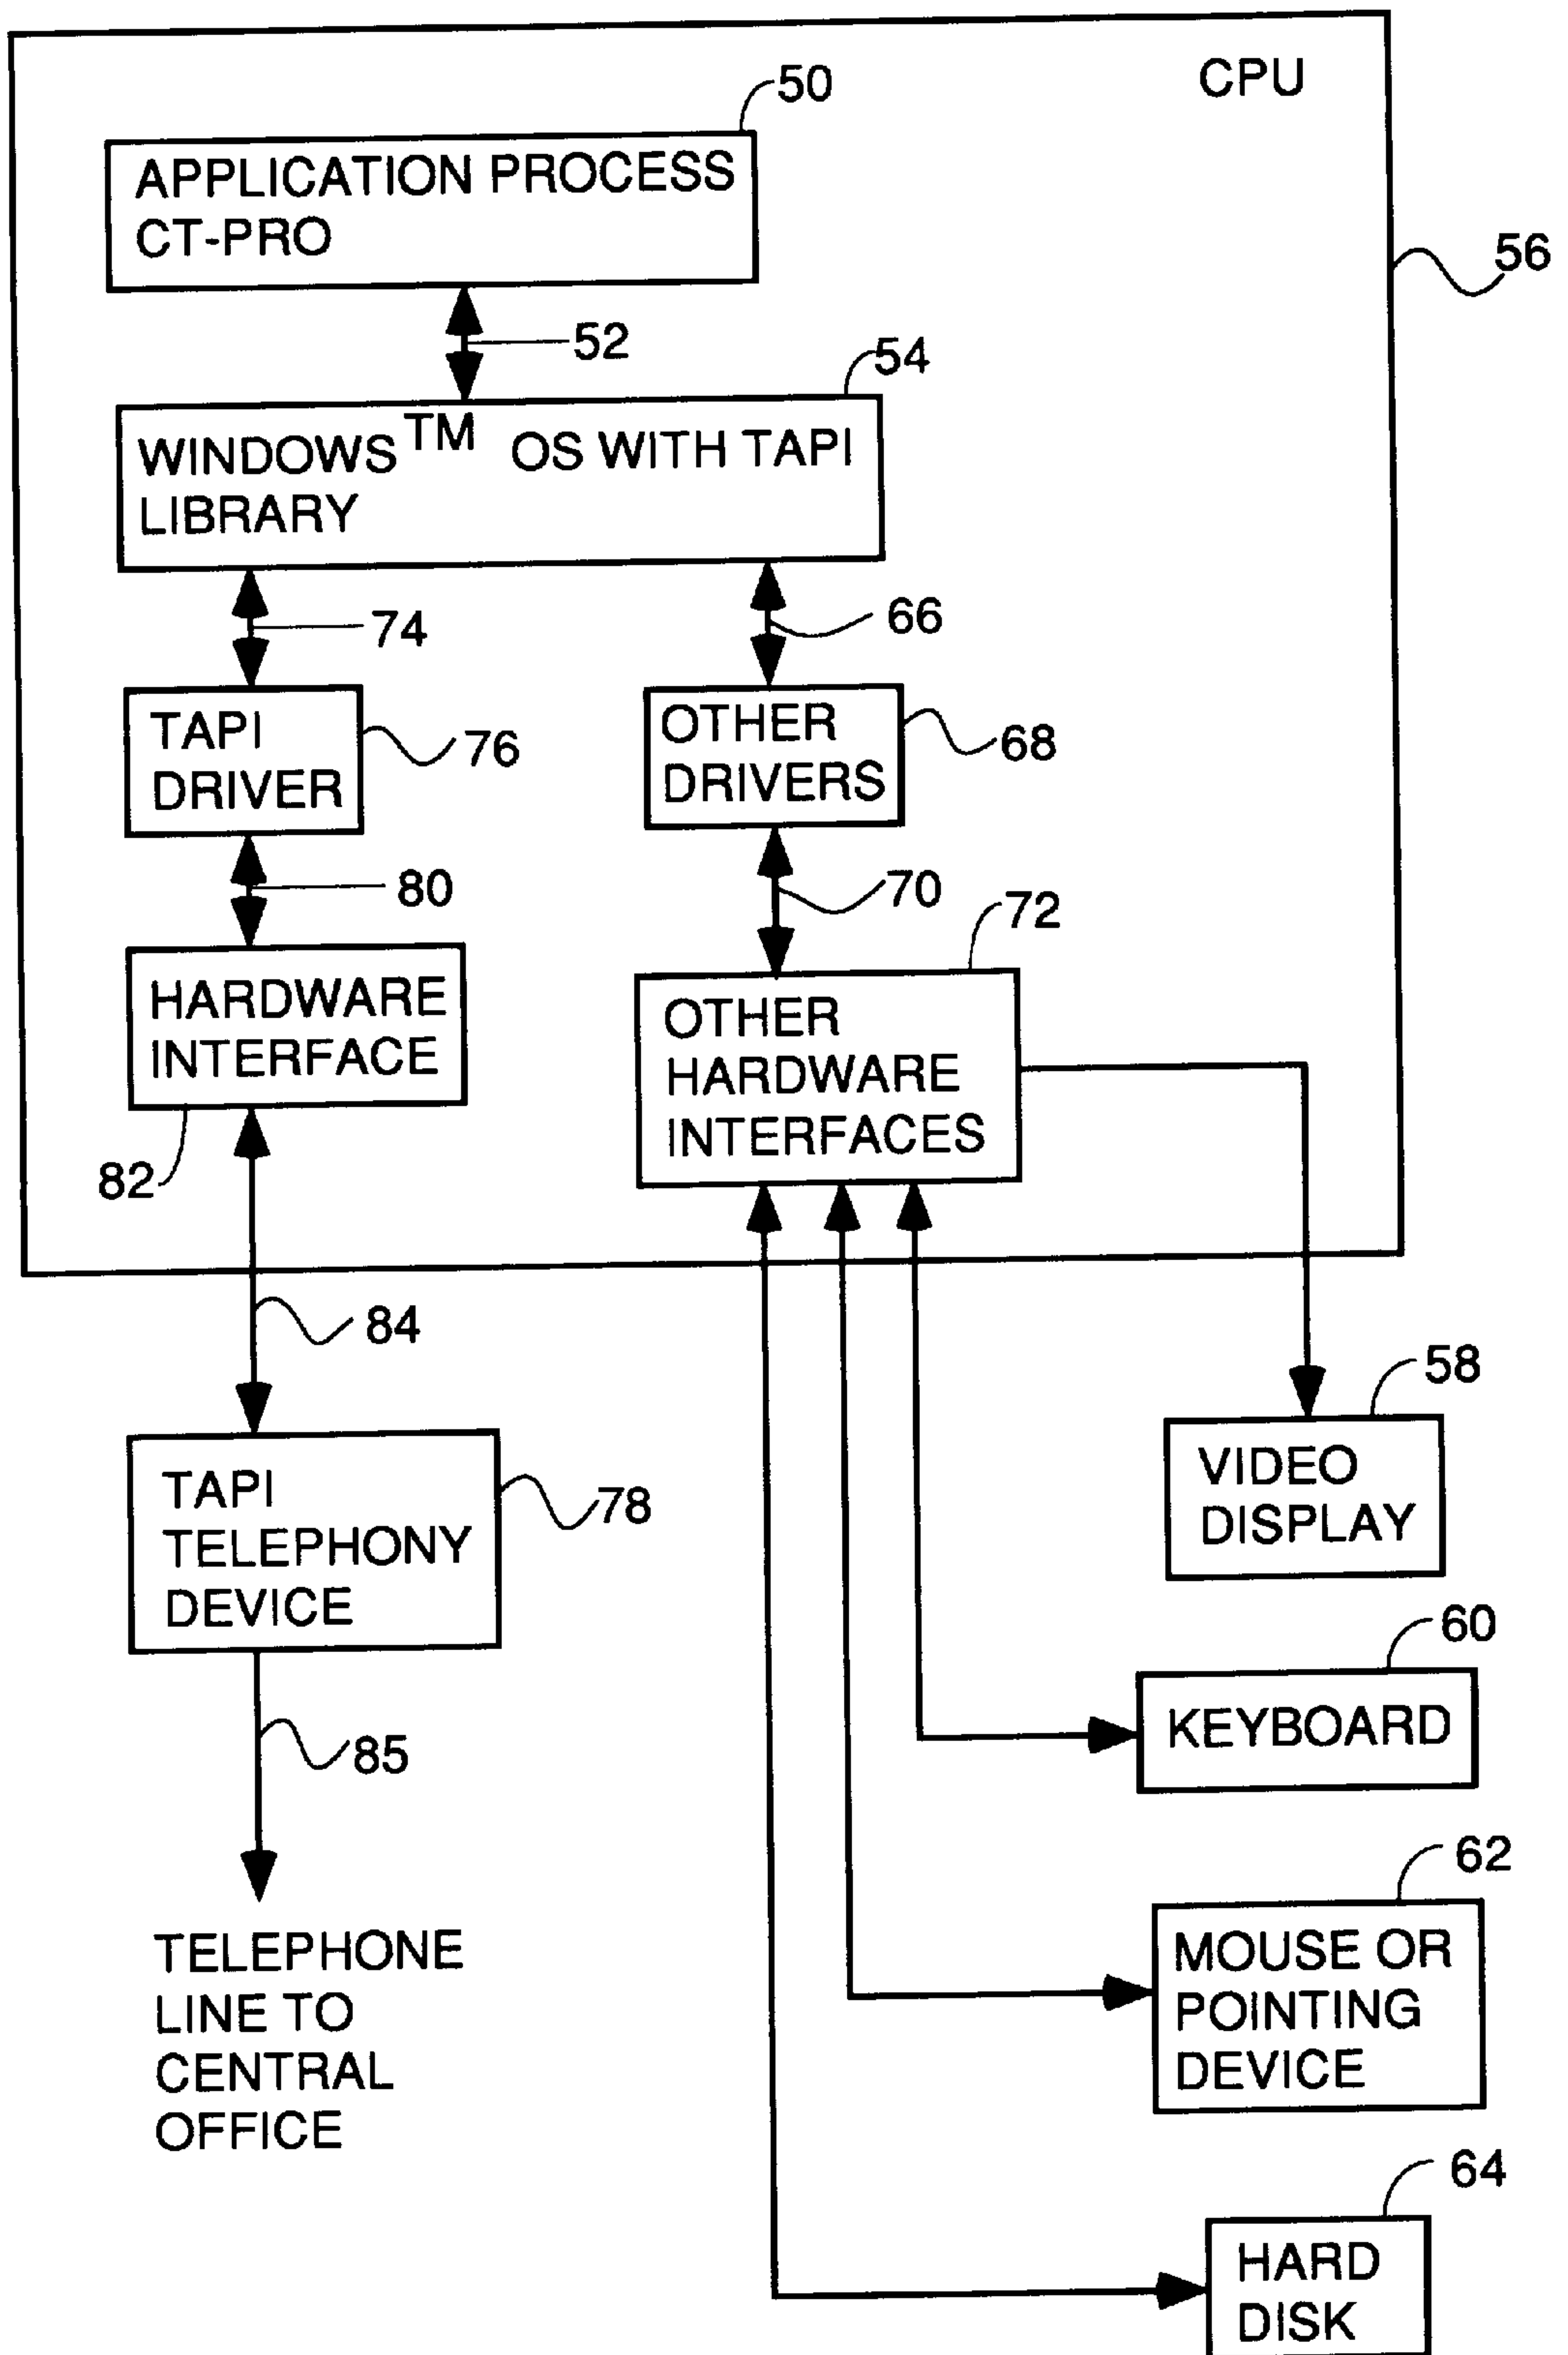 CPU
50
APPLICATION PROCESS
CT-PRO
56
52
54
WINDOWS™ OS WITH TAPI
LIBRARY
74
66
TAPI
DRIVER
76
OTHER
DRIVERS
68
80
70
72
HARDWARE
INTERFACE
82
OTHER
HARDWARE
INTERFACES
84
58
TAPI
TELEPHONY
DEVICE
78
VIDEO
DISPLAY
60
KEYBOARD
85
62
MOUSE OR
POINTING
DEVICE
TELEPHONE
LINE TO
CENTRAL
OFFICE
64
HARD
DISK